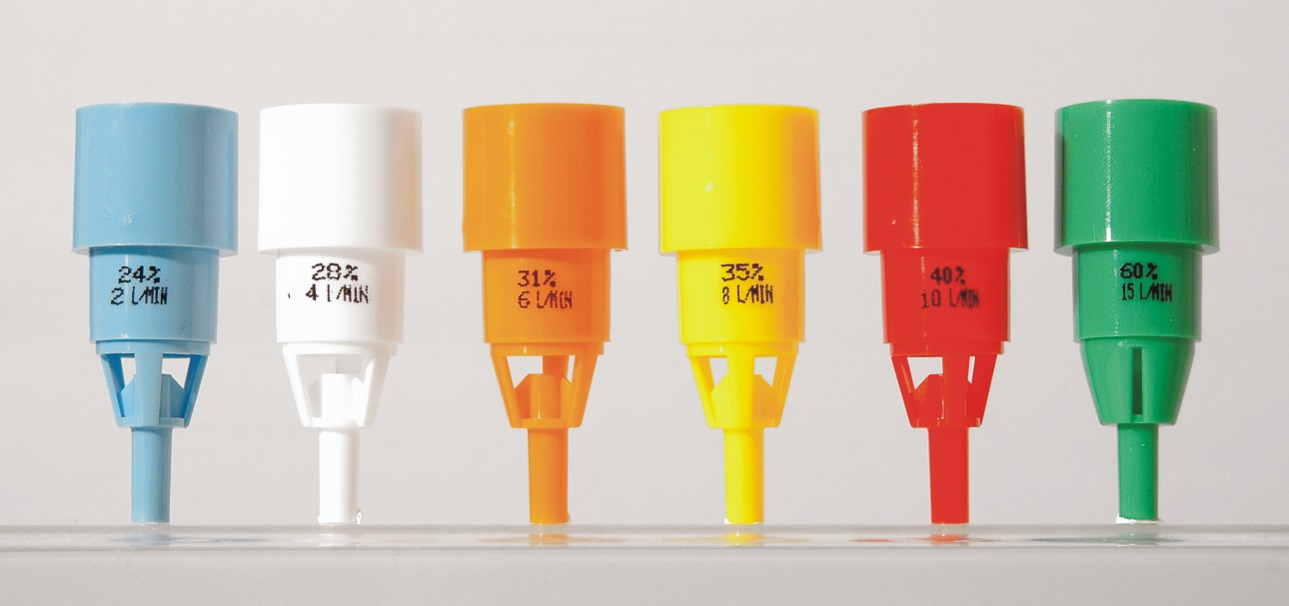 24%
2 L/MIN
28%
4 L/MIN
31%
6 L/MIN
35%
8 L/MIN
40%
10 L/MIN
60%
15 L/MIN